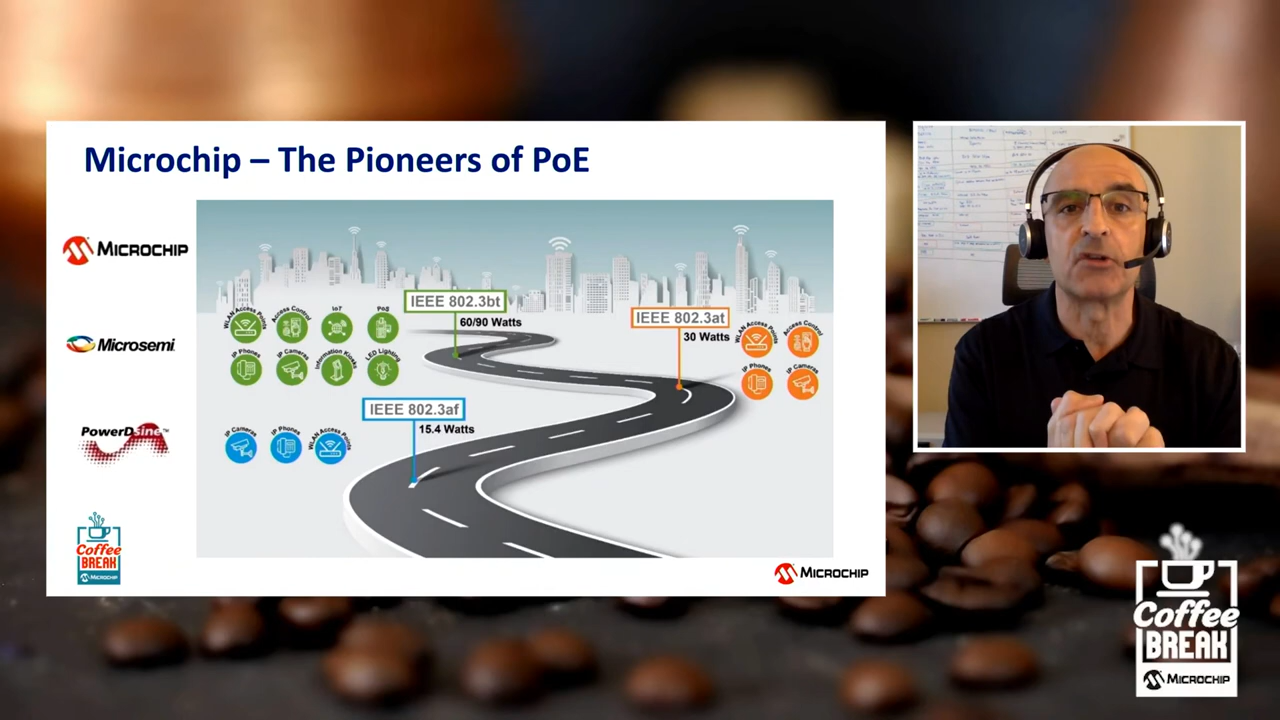 Microchip – The Pioneers of PoE
MICROCHIP
Microsemi
PowerDsine™
Coffee
BREAK
MICROCHIP
IEEE 802.3bt
60/90 Watts
WLAN Access Points
Access Control
IoT
PoS
IP Phones
IP Cameras
Information Kiosks
LED Lighting
IEEE 802.3at
30 Watts
WLAN Access Points
Access Control
IP Phones
IP Cameras
IEEE 802.3af
15.4 Watts
IP Cameras
IP Phones
WLAN Access Points
MICROCHIP
Coffee
BREAK
MICROCHIP